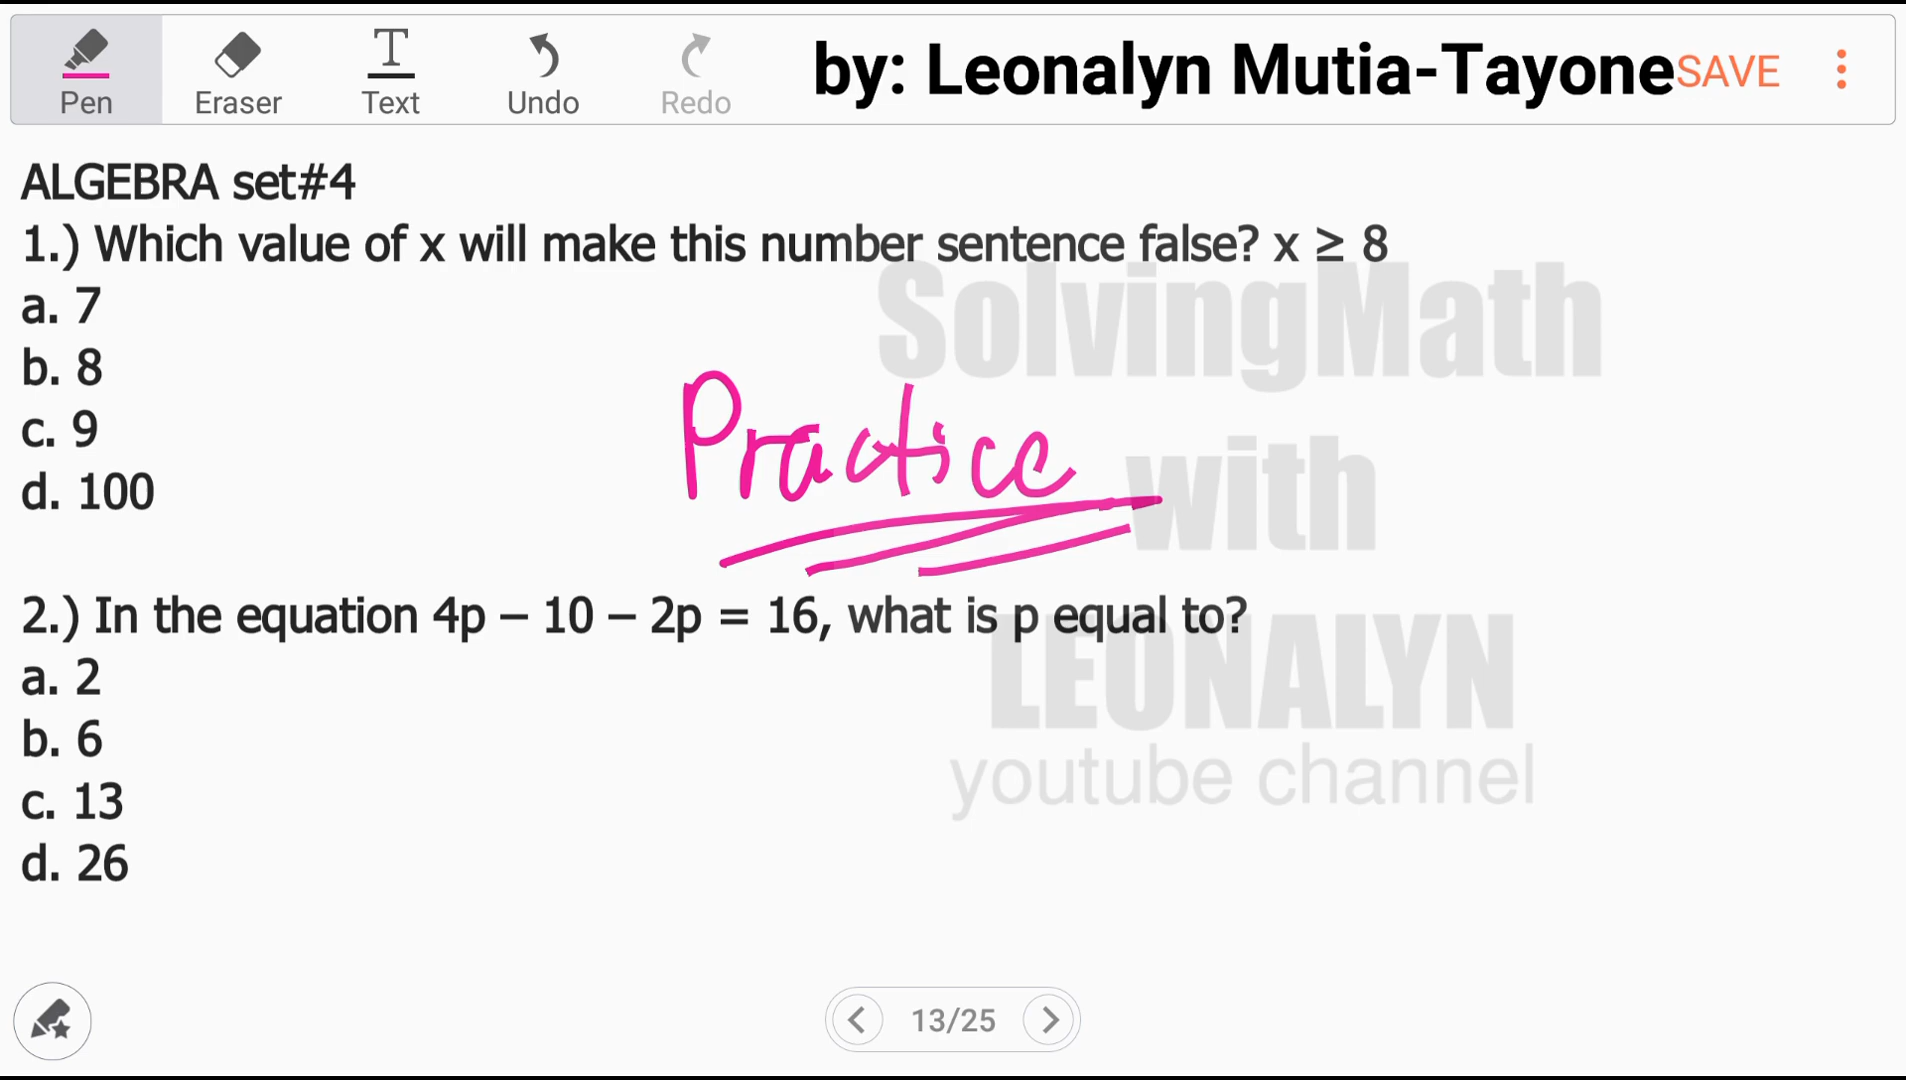 Pen
Eraser
Text
Undo
Redo
by: Leonalyn Mutia-Tayone
SAVE
ALGEBRA set#4
1.) Which value of x will make this number sentence false? x ≥ 8
a. 7
b. 8
c. 9
d. 100
Practice
2.) In the equation 4p – 10 – 2p = 16, what is p equal to?
a. 2
b. 6
c. 13
d. 26
SolvingMath
with
LEONALYN
youtube channel
13/25